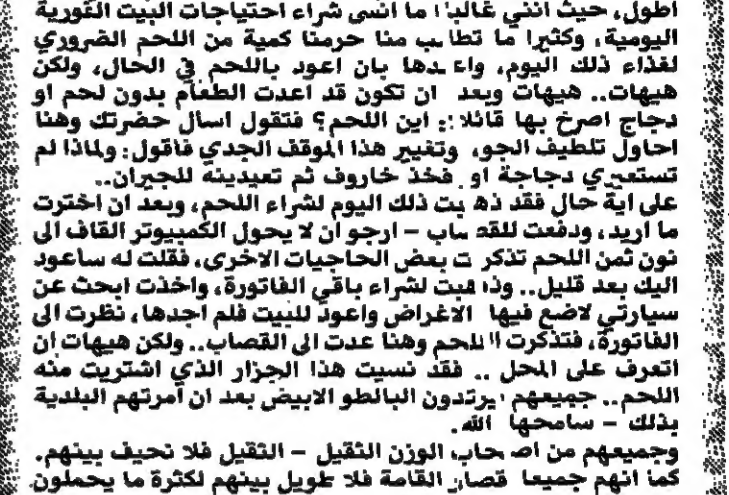 اطول، حيث انني غالبا ما انسى شراء احتياجات البيت الفورية
اليومية، وكثيرا ما تطلب منا حرمنا كمية من اللحم الضروري
لغذاء ذلك اليوم، واعدها بان اعود باللحم في الحال، ولكن
هيهات.. هيهات وبعد ان تكون قد اعدت الطعام بدون لحم او
دجاج اصرخ بها قائلا: اين اللحم؟ فتقول اسال حضرتك وهنا
احاول تلطيف الجو، وتغيير هذا الموقف الجدي فاقول: ولماذا لم
تستعيري دجاجة او فخذ خاروف ثم تعيدينه للجيران..
على اية حال فقد ذهبت ذلك اليوم لشراء اللحم، وبعد ان اخترت
ما اريد، ودفعت للقصاب – ارجو ان لا يحول الكمبيوتر القاف الى
نون ثمن اللحم تذكرت بعض الحاجيات الاخرى، فقلت له ساعود
اليك بعد قليل.. وذهبت لشراء باقي الفاتورة، واخذت ابحث عن
سيارتي لاضع فيها الاغراض واعود للبيت فلم اجدها، نظرت الى
الفاتورة، فتذكرت اللحم وهنا عدت الى القصاب.. ولكن هيهات ان
اتعرف على المحل .. فقد نسيت هذا الجزار الذي اشتريت منه
اللحم.. جميعهم يرتدون البالطو الابيض بعد ان امرتهم البلدية
بذلك – سامحها الله.
وجميعهم من اصحاب الوزن الثقيل – الثقيل فلا نحيف بينهم.
كما انهم جميعا قصار القامة فلا طويل بينهم لكثرة ما يحملون